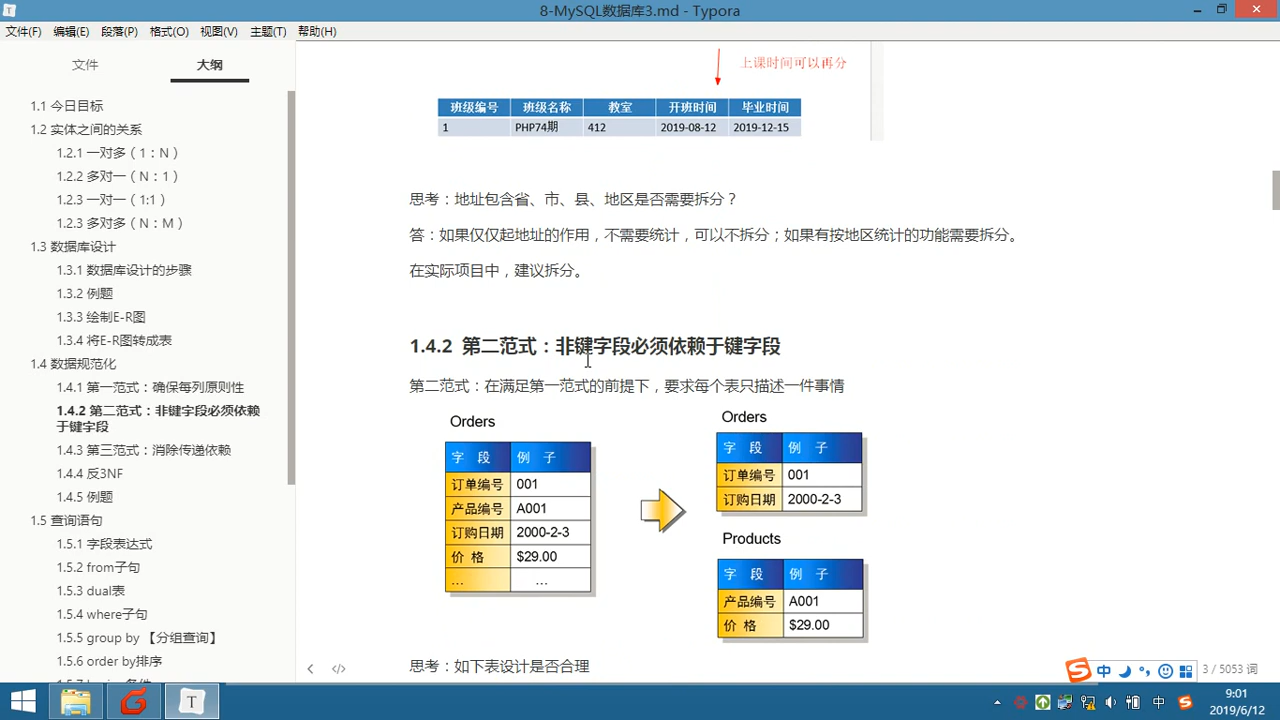 8-MySQL数据库3.md - Typora
文件(F) 编辑(E) 段落(P) 格式(O) 视图(V) 主题(T) 帮助(H)
文件 大纲
1.1 今日目标
1.2 实体之间的关系
1.2.1 一对多（1：N）
1.2.2 多对一（N：1）
1.2.3 一对一（1:1）
1.2.3 多对多（N：M）
1.3 数据库设计
1.3.1 数据库设计的步骤
1.3.2 例题
1.3.3 绘制E-R图
1.3.4 将E-R图转成表
1.4 数据规范化
1.4.1 第一范式：确保每列原则性
1.4.2 第二范式：非键字段必须依赖
于键字段
1.4.3 第三范式：消除传递依赖
1.4.4 反3NF
1.4.5 例题
1.5 查询语句
1.5.1 字段表达式
1.5.2 from子句
1.5.3 dual表
1.5.4 where子句
1.5.5 group by 【分组查询】
1.5.6 order by排序
上课时间可以再分
班级编号 班级名称 教室 开班时间 毕业时间
1 PHP74期 412 2019-08-12 2019-12-15
思考：地址包含省、市、县、地区是否需要拆分？
答：如果仅仅起地址的作用，不需要统计，可以不拆分；如果有按地区统计的功能需要拆分。
在实际项目中，建议拆分。
1.4.2 第二范式：非键字段必须依赖于键字段
第二范式：在满足第一范式的前提下，要求每个表只描述一件事情
Orders
字 段 例 子
订单编号 001
产品编号 A001
订购日期 2000-2-3
价 格 $29.00
... ...
Orders
字 段 例 子
订单编号 001
订购日期 2000-2-3
Products
字 段 例 子
产品编号 A001
价 格 $29.00
思考：如下表设计是否合理
中
3 / 5053 词
中
9:01
2019/6/12